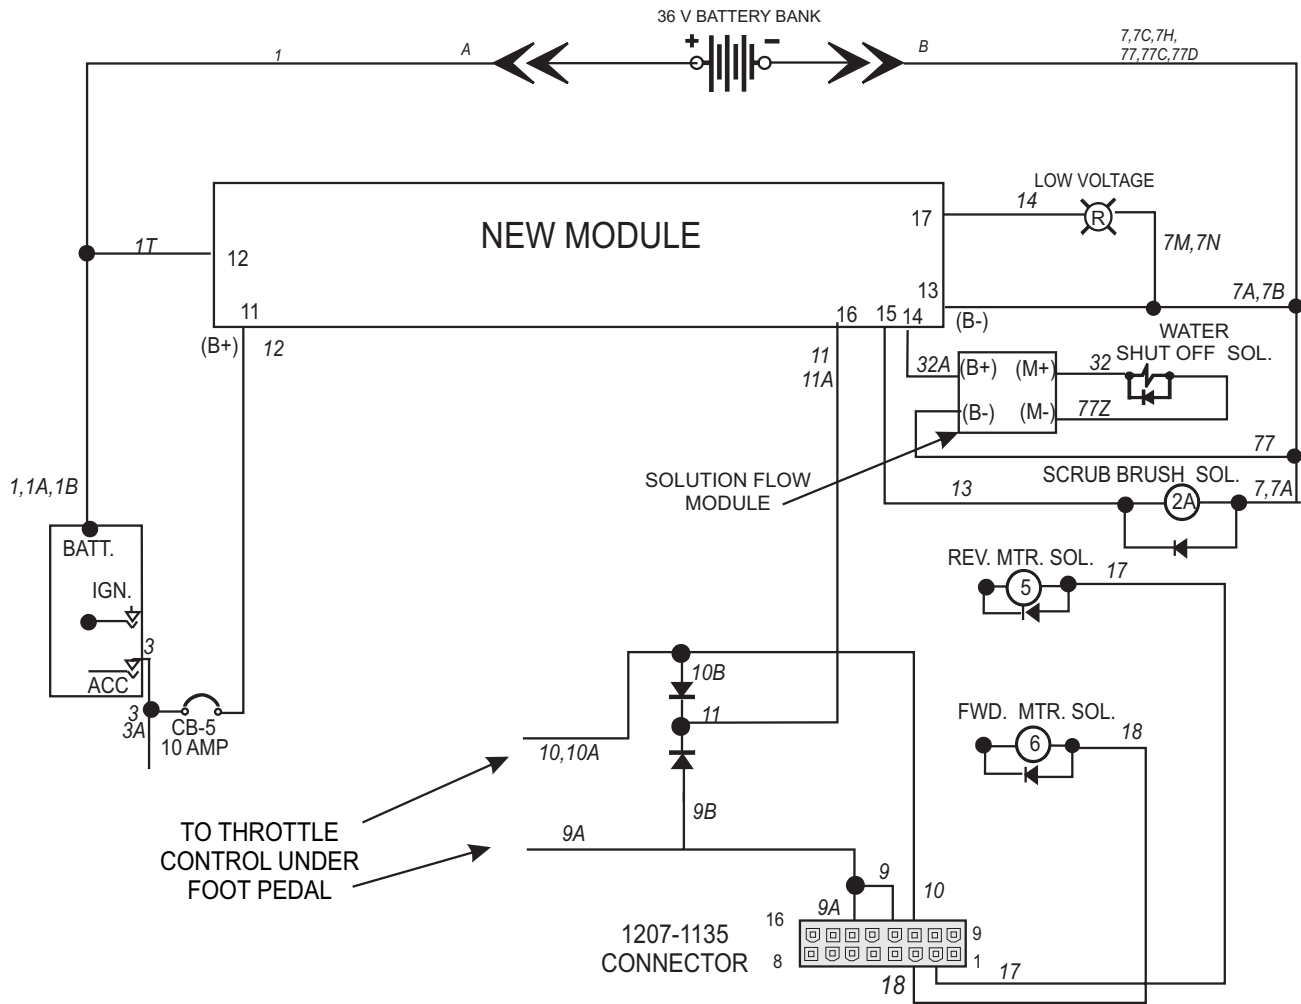 36 V BATTERY BANK
+
−
1
A
B
7,7C,7H,
77,77C,77D
LOW VOLTAGE
14
R
17
NEW MODULE
7M,7N
1T
12
13
7A,7B
11
16
15
14
(B+)
12
(B-)
WATER
SHUT OFF SOL.
11
11A
32A
(B+)
(M+)
32
(B-)
(M-)
77Z
77
1,1A,1B
SOLUTION FLOW
MODULE
SCRUB BRUSH SOL.
13
2A
7,7A
BATT.
IGN.
REV. MTR. SOL.
17
5
3
ACC
10B
3
3A
CB-5
10 AMP
11
FWD. MTR. SOL.
18
6
10,10A
9B
TO THROTTLE
CONTROL UNDER
FOOT PEDAL
9A
9
10
9A
16
9
1207-1135
CONNECTOR
8
1
17
18